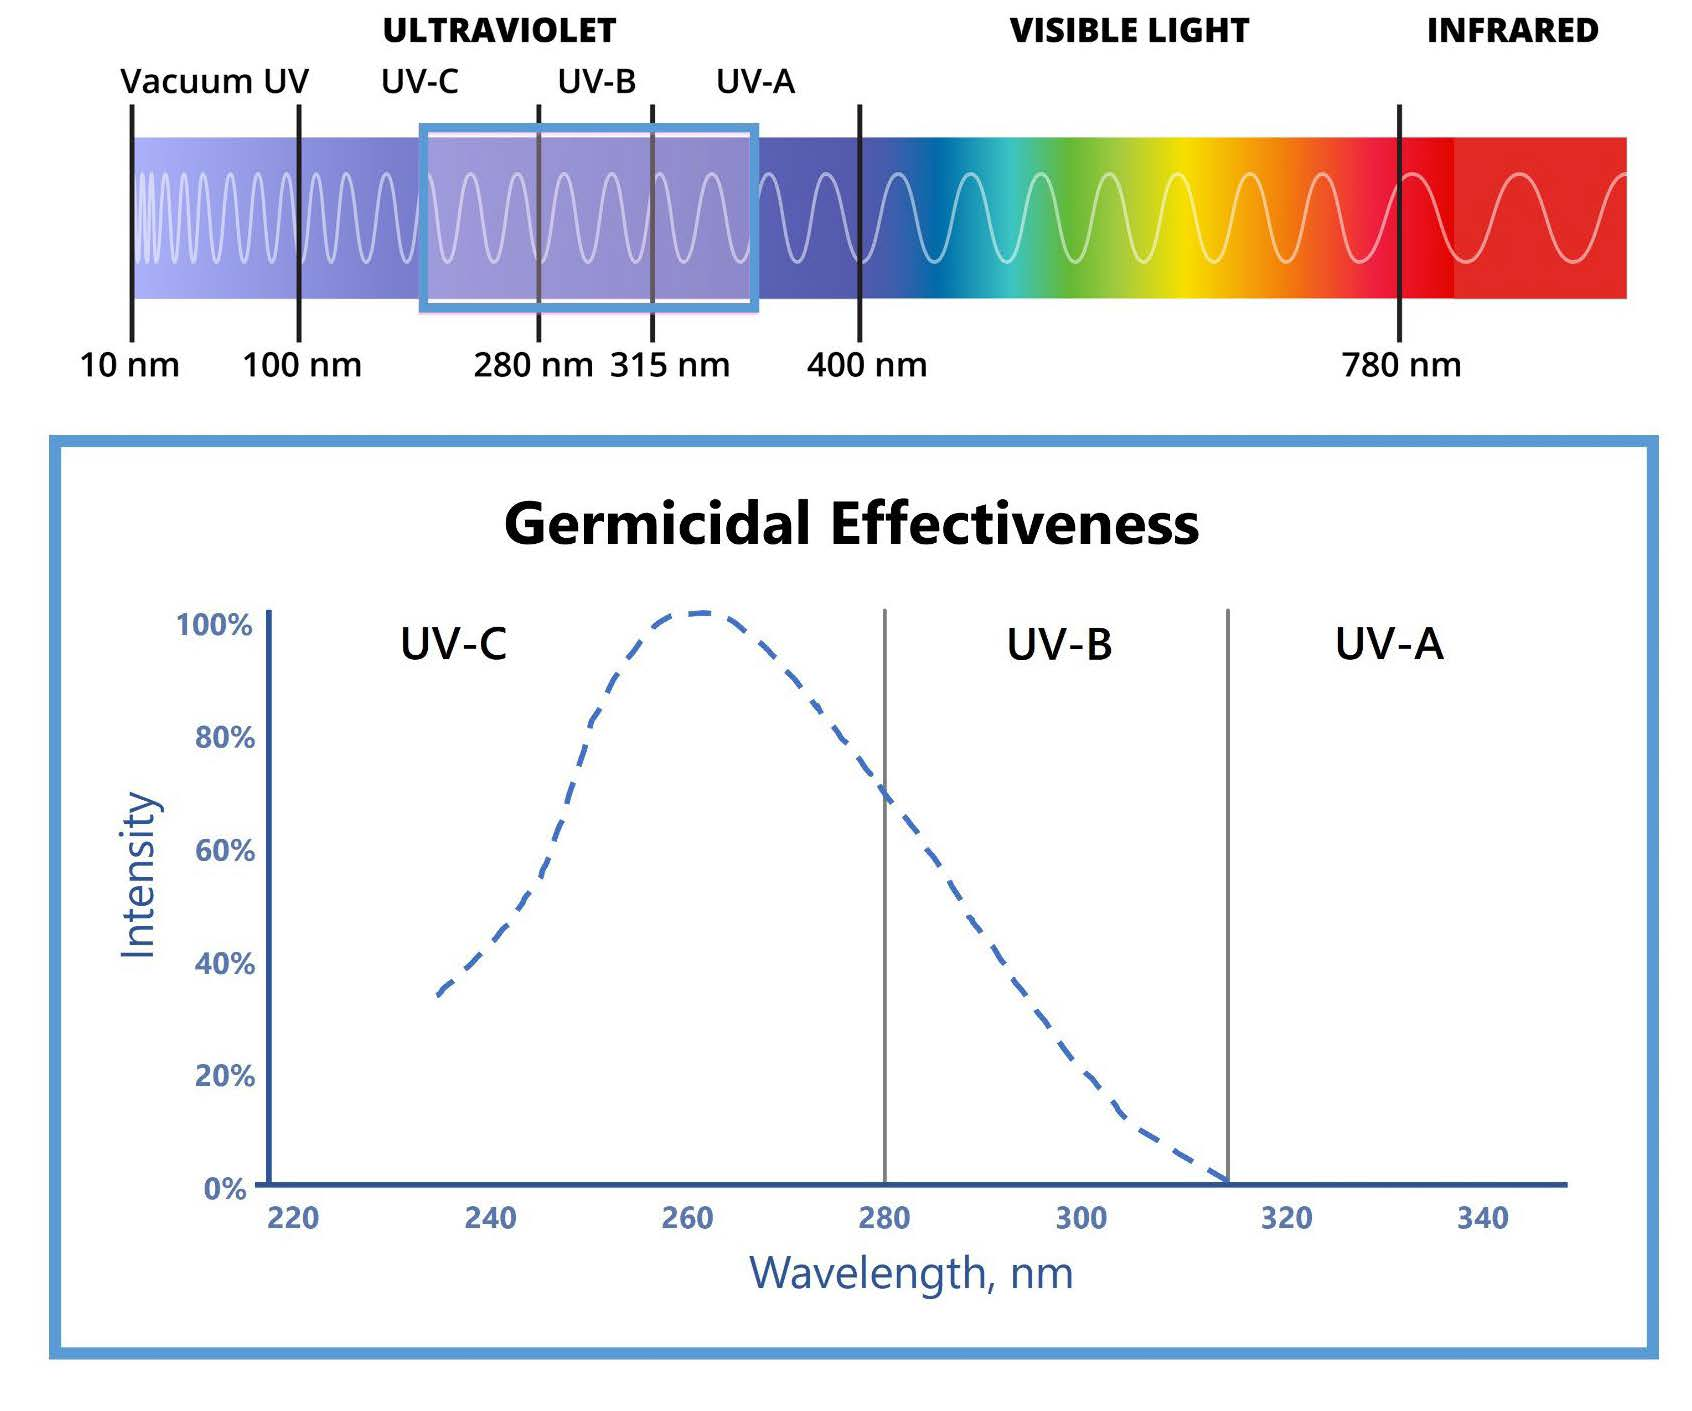 ULTRAVIOLET VISIBLE LIGHT INFRARED
Vacuum UV UV-C UV-B UV-A
10 nm 100 nm 280 nm 315 nm 400 nm 780 nm
Germicidal Effectiveness
UV-C UV-B UV-A
100%
80%
60%
40%
20%
0%
Intensity
220 240 260 280 300 320 340
Wavelength, nm